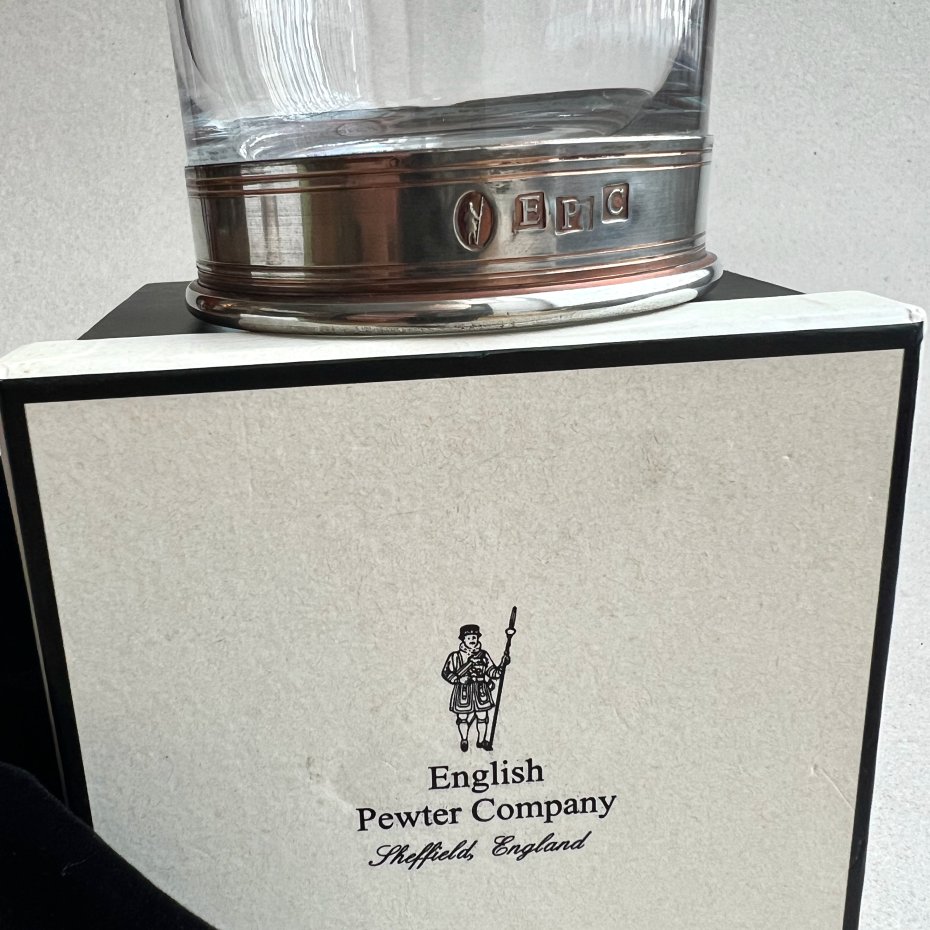 E P C
English
Pewter Company
Sheffield, England